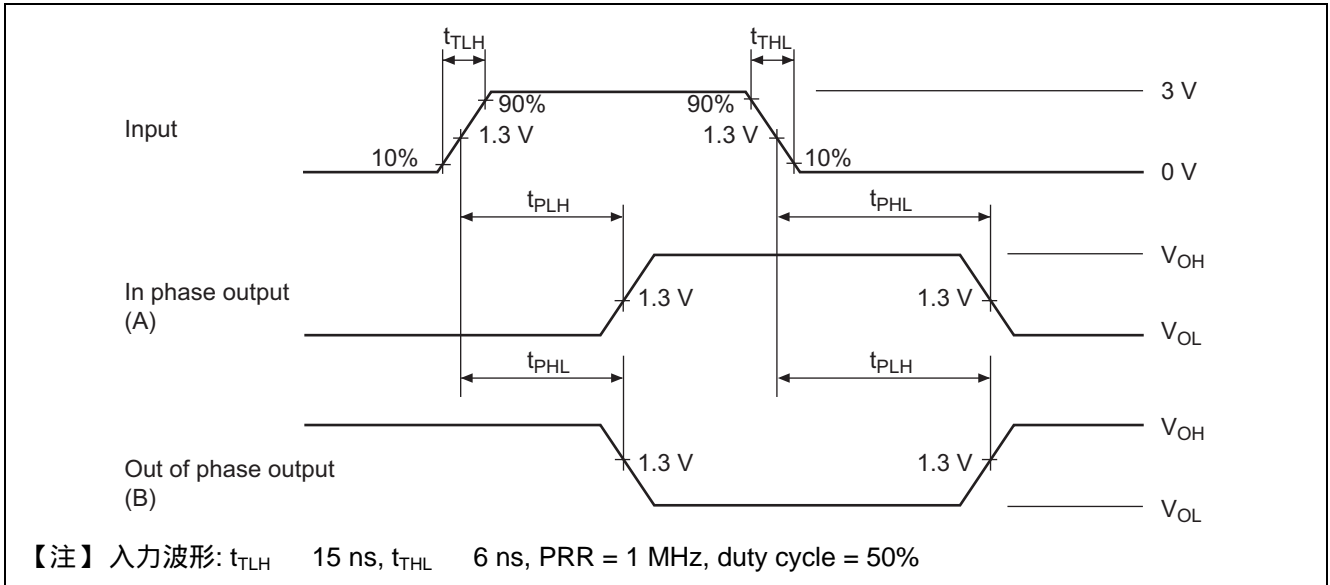 tTLH
tTHL
Input
10%
90%
1.3 V
90%
1.3 V
10%
3 V
0 V
tPLH
tPHL
In phase output
(A)
1.3 V
1.3 V
VOH
VOL
tPHL
tPLH
Out of phase output
(B)
1.3 V
1.3 V
VOH
VOL
【注】入力波形: tTLH 15 ns, tTHL 6 ns, PRR = 1 MHz, duty cycle = 50%